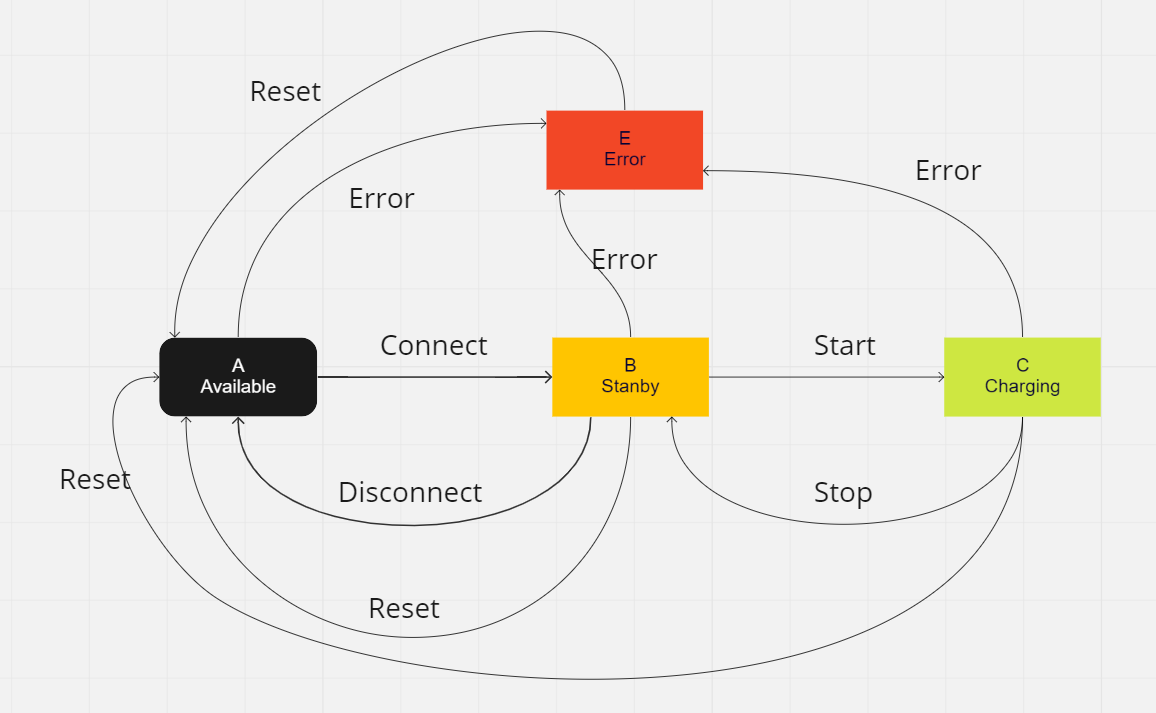 Reset
E
Error
Error
Error
Error
Connect
Start
A
Available
B
Stanby
C
Charging
Reset
Disconnect
Stop
Reset